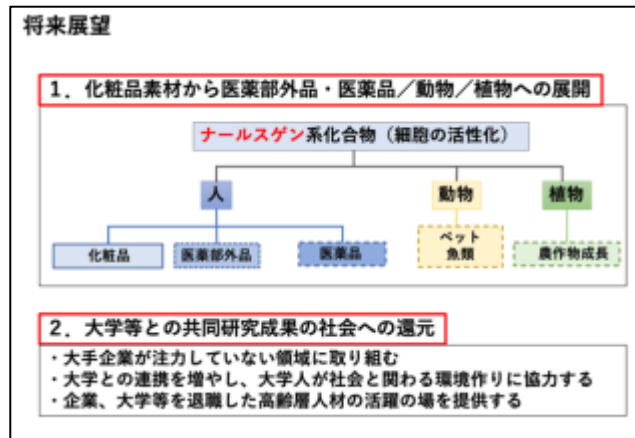 将来展望
1. 化粧品素材から医薬部外品・医薬品／動物／植物への展開
ナールスゲン系化合物（細胞の活性化）
人
動物
植物
化粧品
医薬部外品
医薬品
ペット
魚類
農作物成長
2. 大学等との共同研究成果の社会への還元
・大手企業が注力していない領域に取り組む
・大学との連携を増やし、大学人が社会と関わる環境作りに協力する
・企業、大学等を退職した高齢層人材の活躍の場を提供する